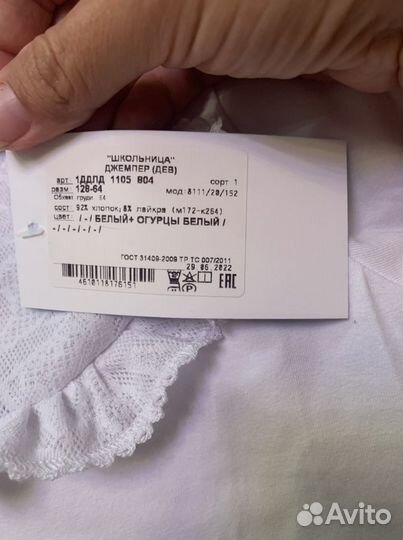 "ШКОЛЬНИЦА"
ДЖЕМПЕР (ДЕВ)
арт 1ДДЛД 1105 804 сорт 1
разм 128-64 мод: 8111/20/152
Обхват груди 64
сост: 92% хлопок; 8% лайкра (м172-к264)
цвет: / - / БЕЛЫЙ+ ОГУРЦЫ БЕЛЫЙ /
- / - / - / - / - /
ГОСТ 31409-2009 ТР ТС 007/2011
29.06.2022
4610118176151
EAC
Avito